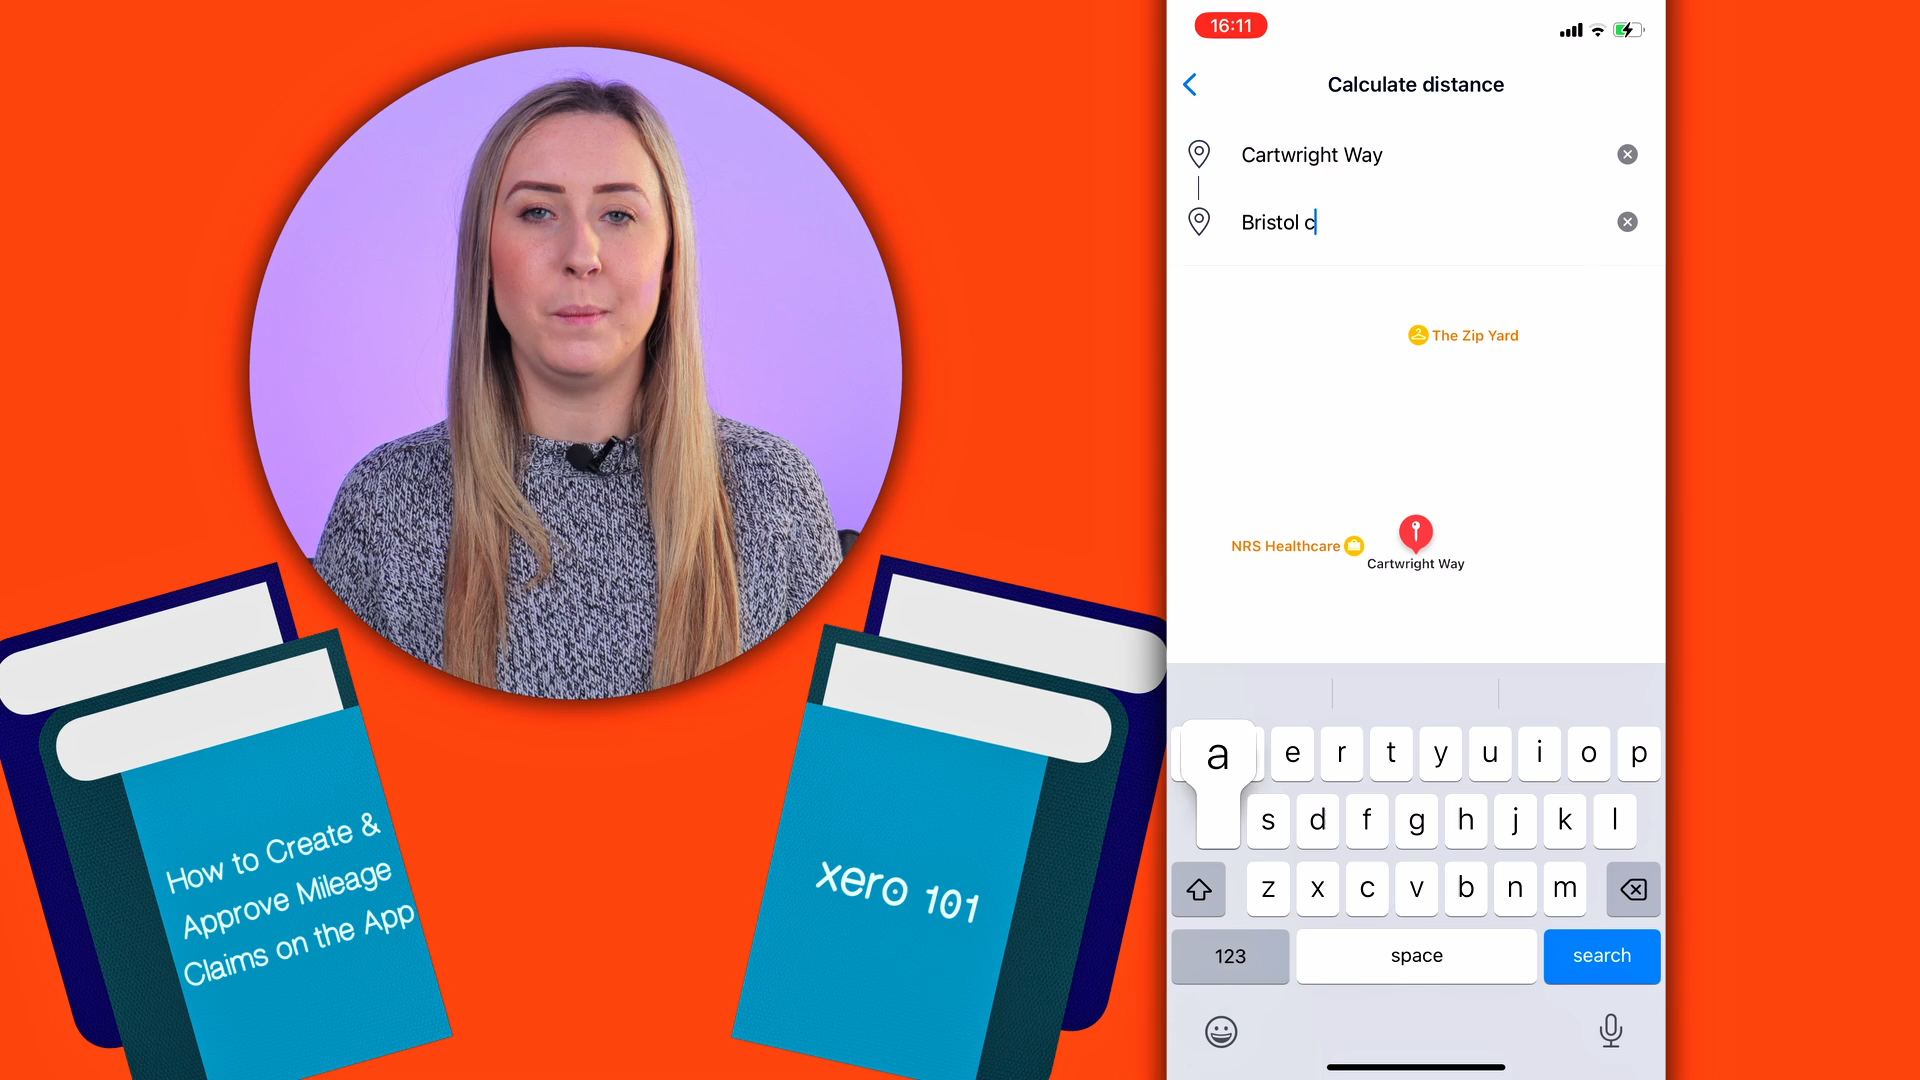 16:11
Calculate distance
Cartwright Way
Bristol c
The Zip Yard
NRS Healthcare
Cartwright Way
a e r t y u i o p
s d f g h j k l
z x c v b n m
123 space search
How to Create &
Approve Mileage
Claims on the App
xero 101